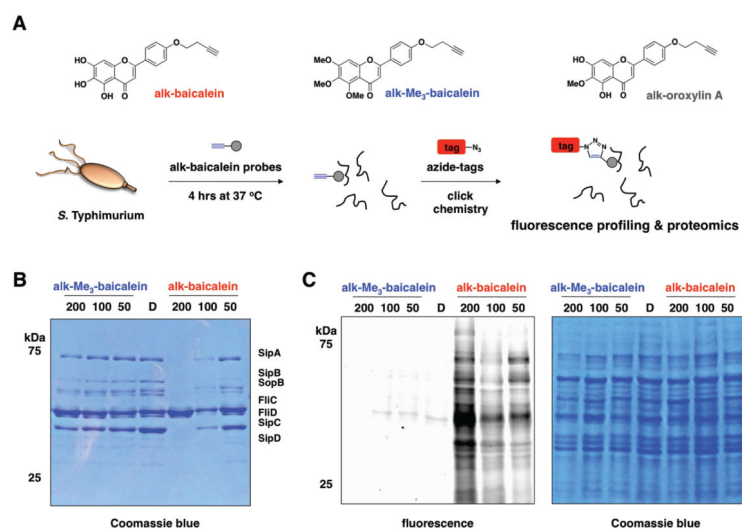 A
HO
HO
OH
O
O
O
alk-baicalein
MeO
MeO
OMe
O
O
O
alk-Me3-baicalein
HO
MeO
OH
O
O
O
alk-oroxylin A
S. Typhimurium
alk-baicalein probes
4 hrs at 37 ºC
tag N3
azide-tags
click
chemistry
tag
N N N
fluorescence profiling & proteomics
B
alk-Me3-baicalein alk-baicalein
200 100 50 D 200 100 50
kDa
75
25
SipA
SipB
SopB
FliC
FliD
SipC
SipD
Coomassie blue
C
alk-Me3-baicalein alk-baicalein
200 100 50 D 200 100 50
kDa
75
25
fluorescence
alk-Me3-baicalein alk-baicalein
200 100 50 D 200 100 50
Coomassie blue